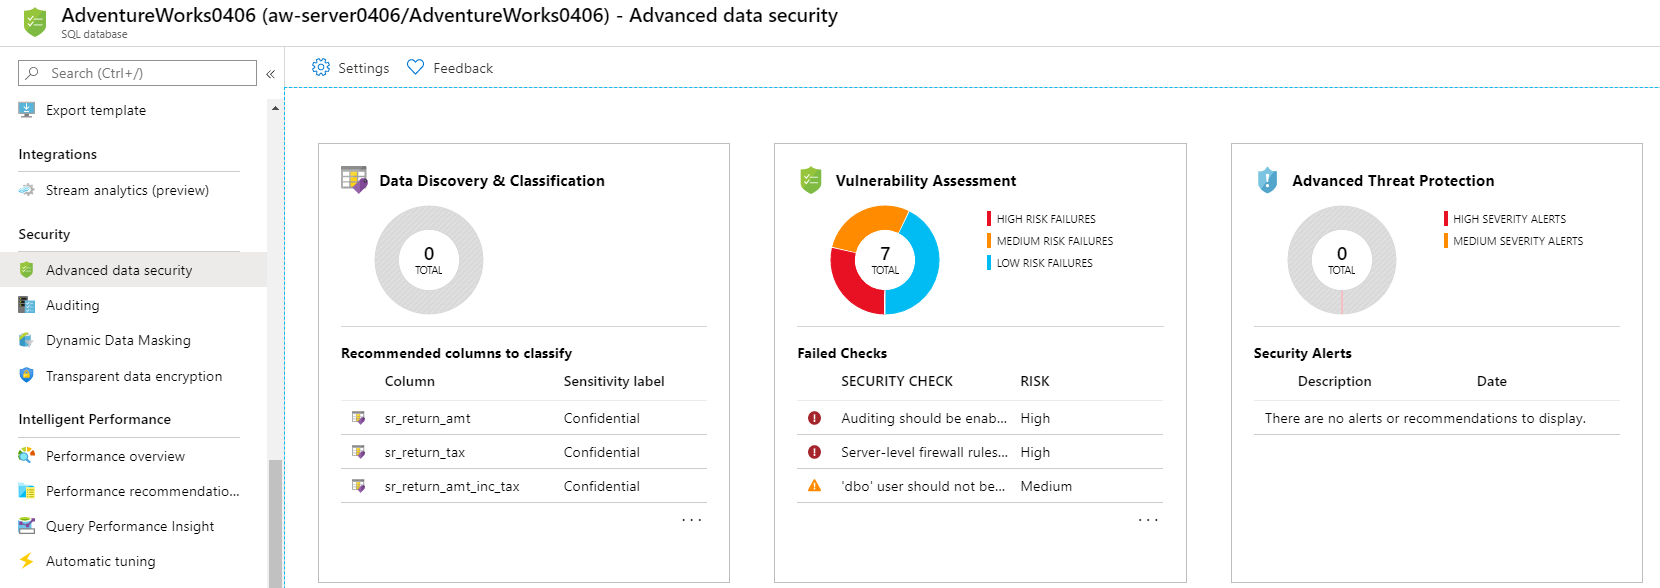 AdventureWorks0406 (aw-server0406/AdventureWorks0406) - Advanced data security
SQL database
Search (Ctrl+/)
«
Settings
Feedback
Export template
Integrations
Stream analytics (preview)
Security
Advanced data security
Auditing
Dynamic Data Masking
Transparent data encryption
Intelligent Performance
Performance overview
Performance recommendatio...
Query Performance Insight
Automatic tuning
Data Discovery & Classification
0
TOTAL
Recommended columns to classify
Column Sensitivity label
sr_return_amt Confidential
sr_return_tax Confidential
sr_return_amt_inc_tax Confidential
...
Vulnerability Assessment
7
TOTAL
HIGH RISK FAILURES
MEDIUM RISK FAILURES
LOW RISK FAILURES
Failed Checks
SECURITY CHECK RISK
Auditing should be enab... High
Server-level firewall rules... High
'dbo' user should not be... Medium
...
Advanced Threat Protection
0
TOTAL
HIGH SEVERITY ALERTS
MEDIUM SEVERITY ALERTS
Security Alerts
Description Date
There are no alerts or recommendations to display.